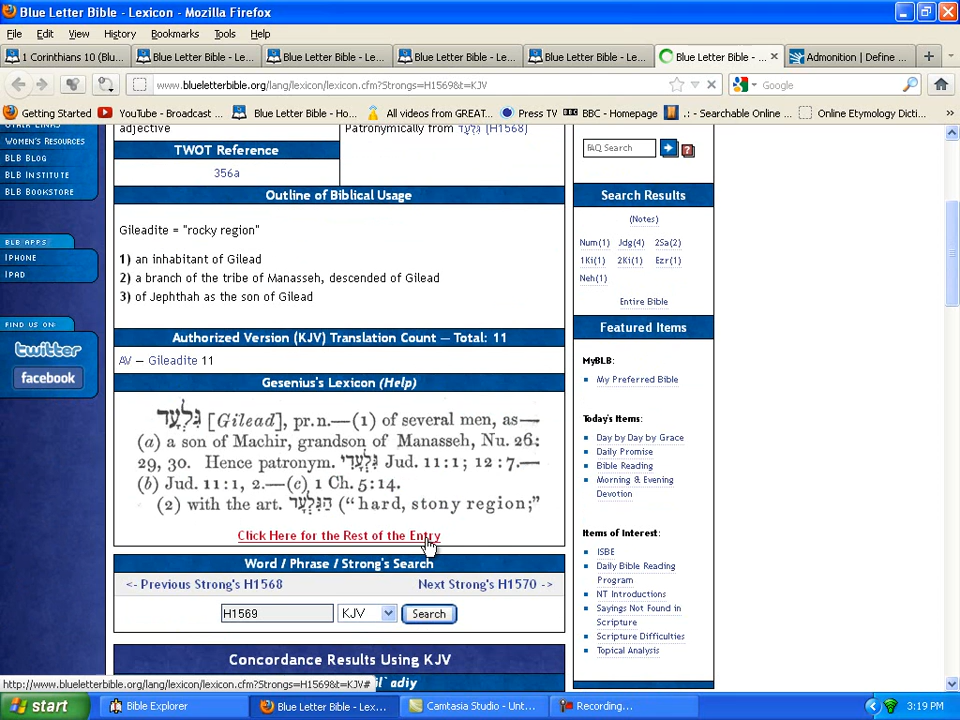 Blue Letter Bible - Lexicon - Mozilla Firefox
File Edit View History Bookmarks Tools Help
1 Corinthians 10 (Blu...
Blue Letter Bible - Le...
Blue Letter Bible - Le...
Blue Letter Bible - Le...
Blue Letter Bible - Le...
Blue Letter Bible - Le...
Admonition | Define ...
www.blueletterbible.org/lang/lexicon/lexicon.cfm?Strongs=H1569&t=KJV
Google
Getting Started
YouTube - Broadcast ...
Blue Letter Bible - Ho...
All videos from GREAT...
Press TV
BBC - Homepage
.: - Searchable Online ...
Online Etymology Dicti...
WOMEN'S RESOURCES
BLB BLOG
BLB INSTITUTE
BLB BOOKSTORE
BLB APPS
IPHONE
IPAD
FIND US ON:
twitter
facebook
adjective
Patronymically from גִּלְעָד (H1568)
TWOT Reference
356a
Outline of Biblical Usage
Gileadite = "rocky region"
1) an inhabitant of Gilead
2) a branch of the tribe of Manasseh, descended of Gilead
3) of Jephthah as the son of Gilead
Authorized Version (KJV) Translation Count — Total: 11
AV — Gileadite 11
Gesenius's Lexicon (Help)
גִּלְעָד [Gilead], pr.n.—(1) of several men, as—
(a) a son of Machir, grandson of Manasseh, Nu. 26:
29, 30. Hence patronym. גִּלְעָדִי Jud. 11:1; 12:7.—
(b) Jud. 11:1, 2.—(c) 1 Ch. 5:14.
(2) with the art. הַגִּלְעָד ("hard, stony region;"
Click Here for the Rest of the Entry
Word / Phrase / Strong's Search
<- Previous Strong's H1568
Next Strong's H1570 ->
H1569
KJV
Search
Concordance Results Using KJV
FAQ Search
Search Results
(Notes)
Num(1) Jdg(4) 2Sa(2)
1Ki(1) 2Ki(1) Ezr(1)
Neh(1)
Entire Bible
Featured Items
MyBLB:
My Preferred Bible
Today's Items:
Day by Day by Grace
Daily Promise
Bible Reading
Morning & Evening
Devotion
Items of Interest:
ISBE
Daily Bible Reading
Program
NT Introductions
Sayings Not Found in
Scripture
Scripture Difficulties
Topical Analysis
http://www.blueletterbible.org/lang/lexicon/lexicon.cfm?Strongs=H1569&t=KJV#
start
Bible Explorer
Blue Letter Bible - Lex...
Camtasia Studio - Unt...
Recording...
3:19 PM